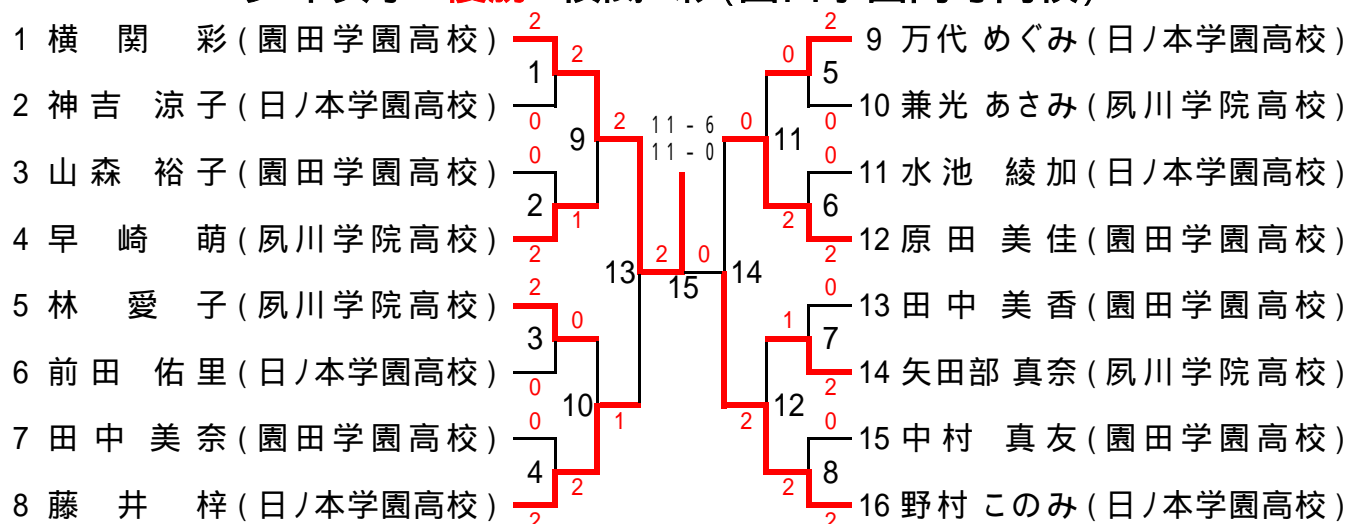 優勝
2 2
1 横 関 彩 ( 園田学園高校 ) 9 万代 めぐみ ( 日ノ本学園高校 )
2 0
1 5
2 神吉 涼子 ( 日ノ本学園高校 ) 10 兼光 あさみ ( 夙川学院高校 )
0 2 11 - 6 0 0
9 11 - 0 11
0 0
3 山森 裕子 ( 園田学園高校 ) 11 水池 綾加 ( 日ノ本学園高校 )
2 1 2 6
4 早 崎 萌 ( 夙川学院高校 ) 12 原田 美佳 ( 園田学園高校 )
2 2 0 2
13 15 14
2 0
5 林 愛 子 ( 夙川学院高校 ) 13 田中 美香 ( 園田学園高校 )
0 1
3 7
6 前田 佑里 ( 日ノ本学園高校 ) 14 矢田部 真奈 ( 夙川学院高校 )
0 2
10 1 2 12
0 0
7 田中 美奈 ( 園田学園高校 ) 15 中村 真友 ( 園田学園高校 )
4 2 2 8
8 藤 井 梓 ( 日ノ本学園高校 ) 16 野村 このみ ( 日ノ本学園高校 )
2 2